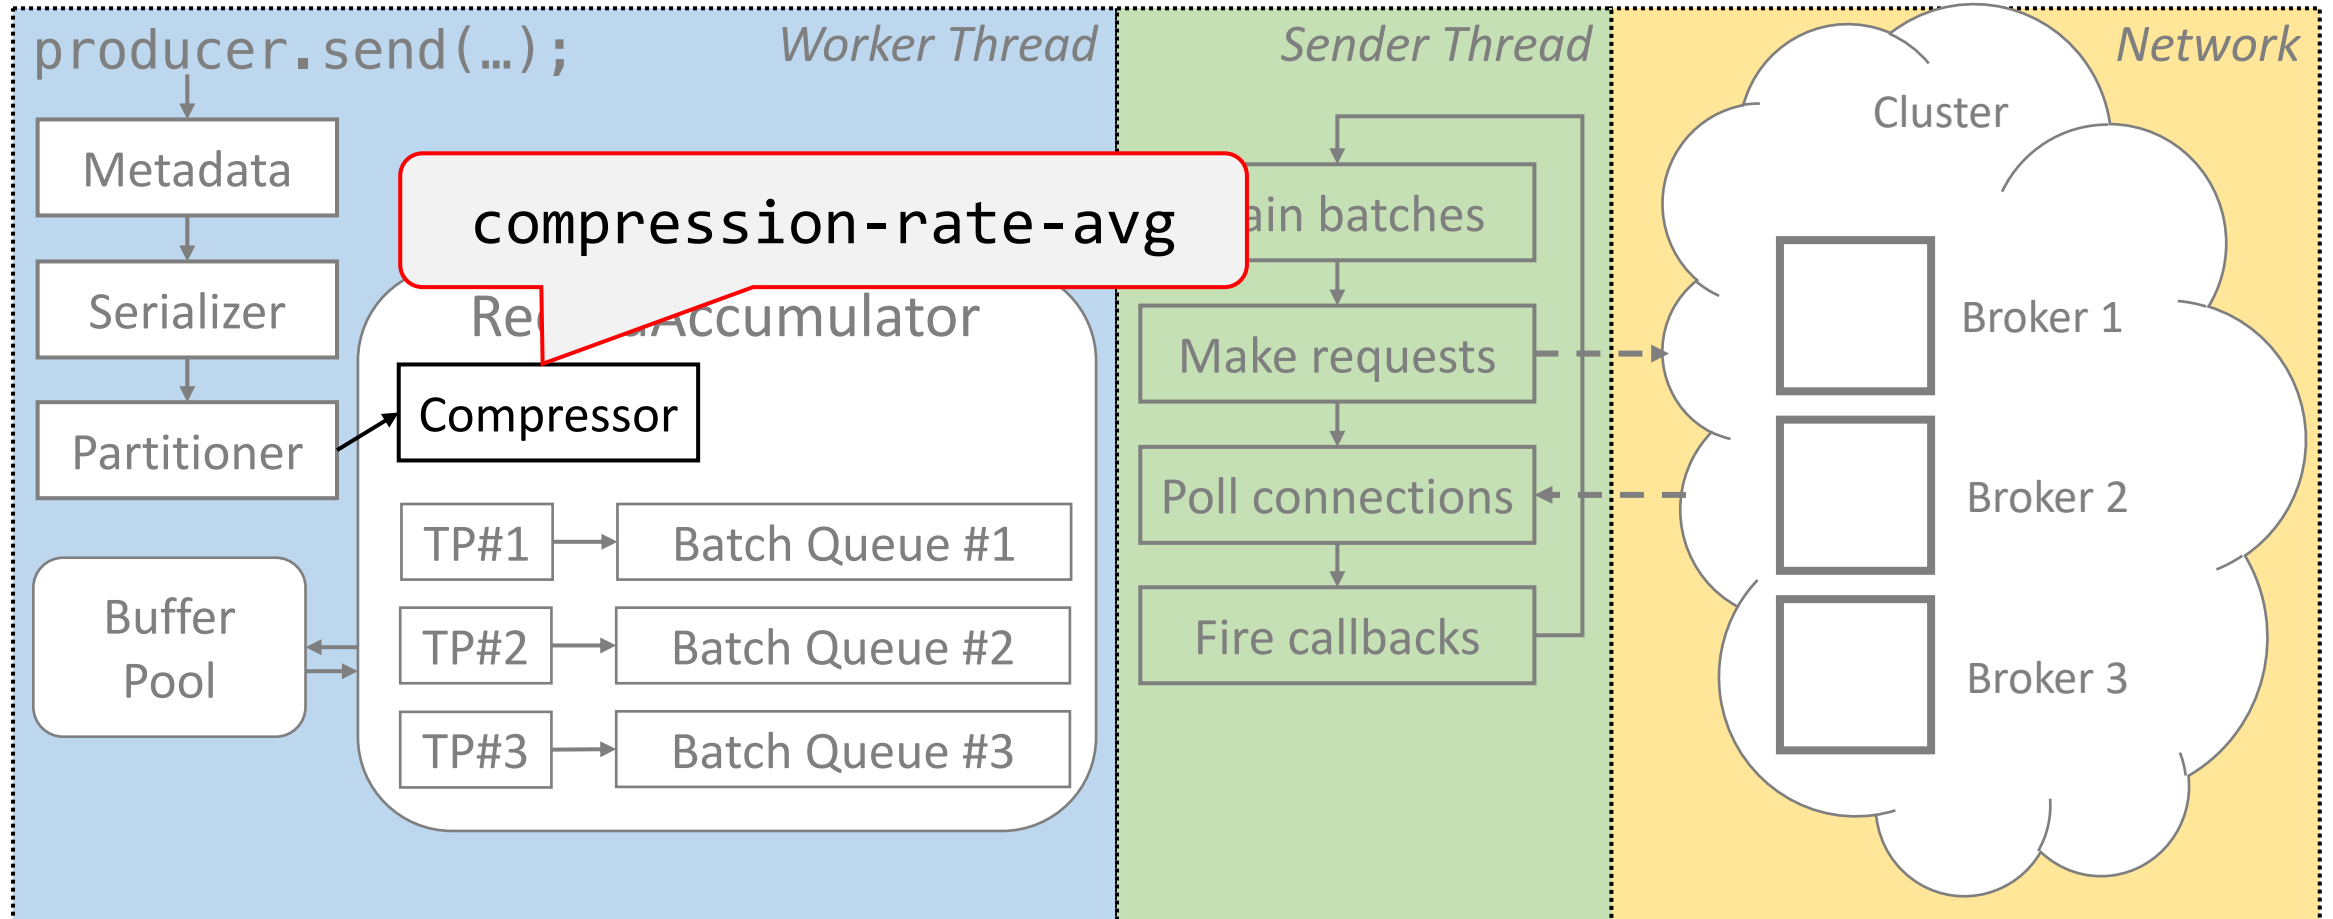 producer.send(…);
Worker Thread
Sender Thread
Network
Metadata
Serializer
Partitioner
Buffer
Pool
compression-rate-avg
Compressor
TP#1
Batch Queue #1
TP#2
Batch Queue #2
TP#3
Batch Queue #3
batches
Make requests
Poll connections
Fire callbacks
Cluster
Broker 1
Broker 2
Broker 3